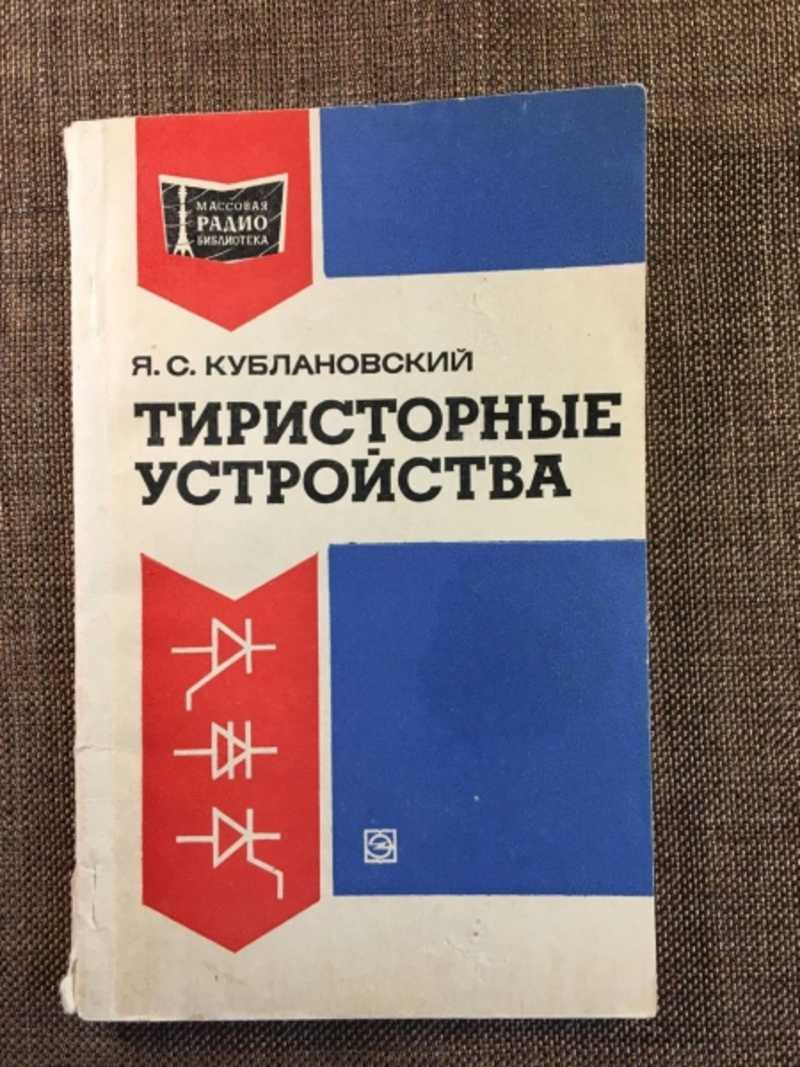 МАССОВАЯ
РАДИО
БИБЛИОТЕКА
Я. С. КУБЛАНОВСКИЙ
ТИРИСТОРНЫЕ
УСТРОЙСТВА